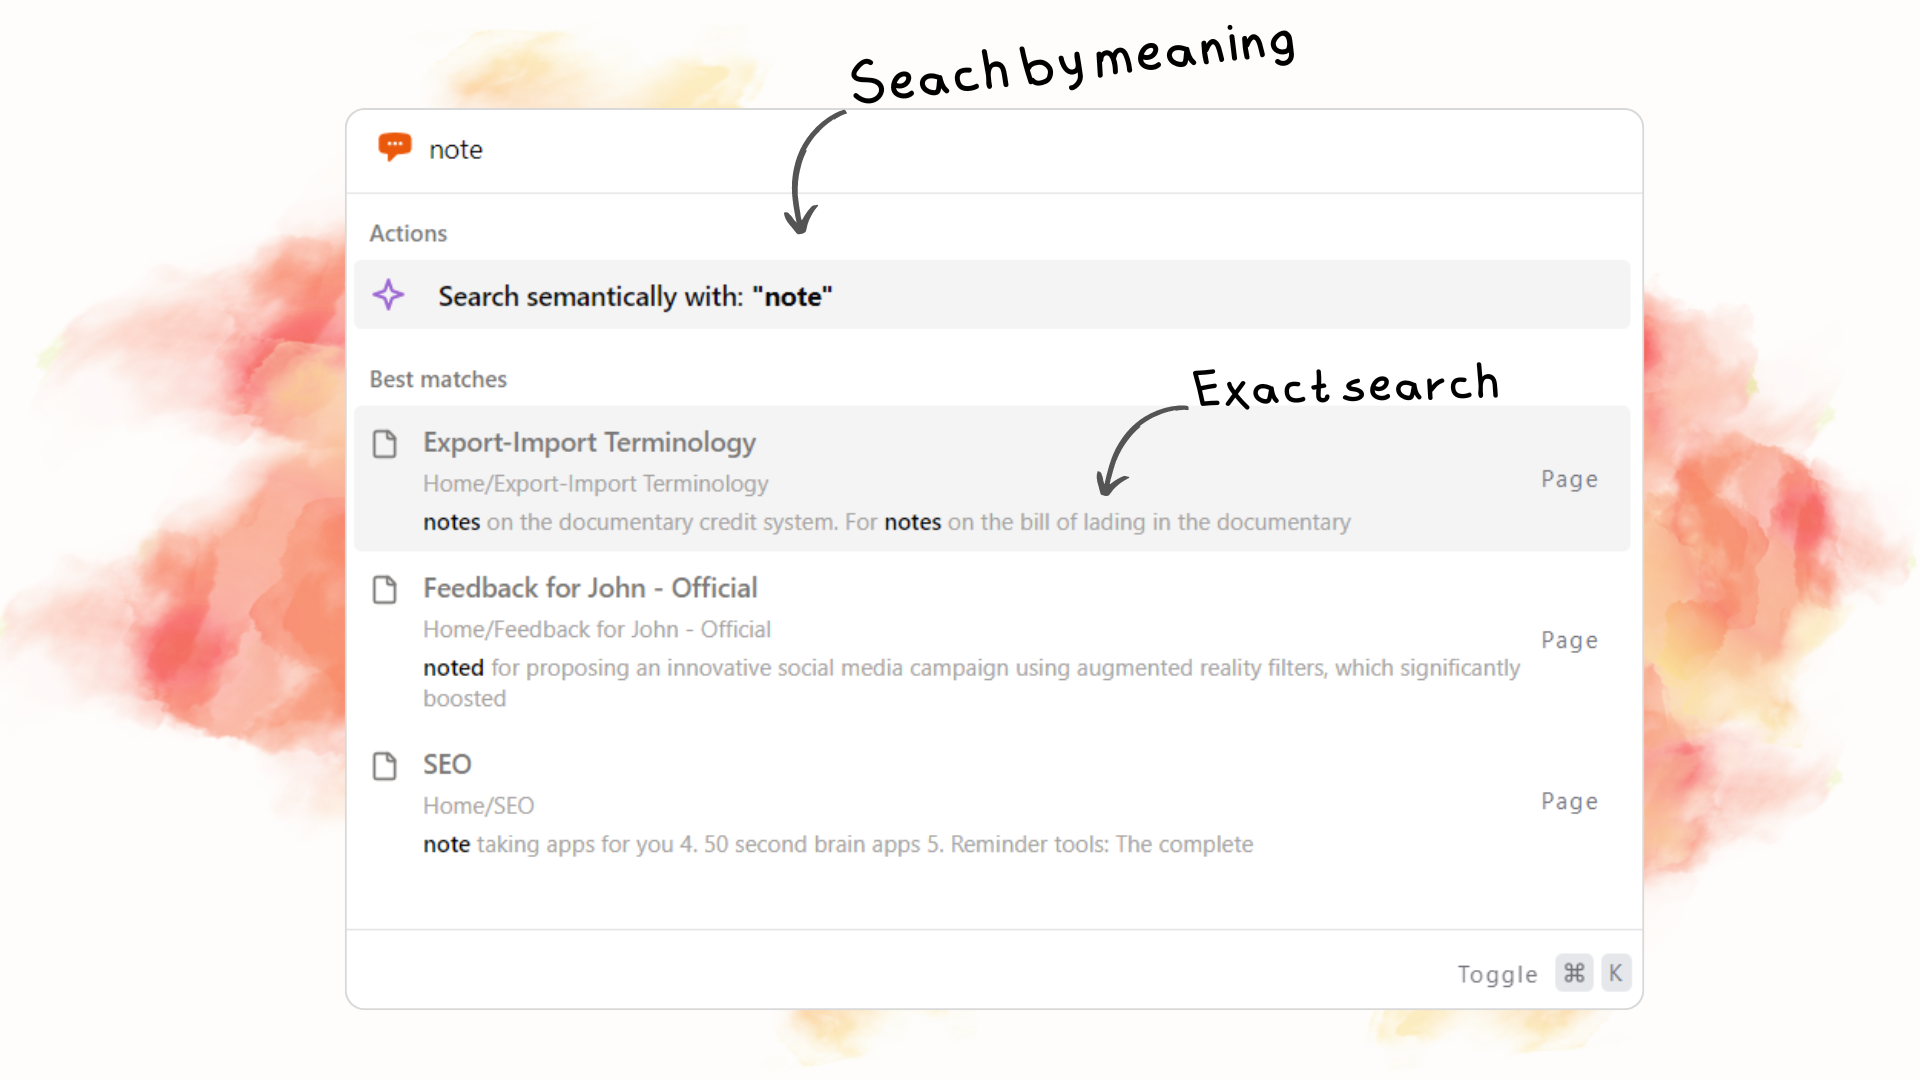 Seach by meaning
note
Actions
Search semantically with: "note"
Best matches
Exact search
Export-Import Terminology
Home/Export-Import Terminology
Page
notes on the documentary credit system. For notes on the bill of lading in the documentary
Feedback for John - Official
Home/Feedback for John - Official
Page
noted for proposing an innovative social media campaign using augmented reality filters, which significantly
boosted
SEO
Home/SEO
Page
note taking apps for you 4. 50 second brain apps 5. Reminder tools: The complete
Toggle ⌘ K